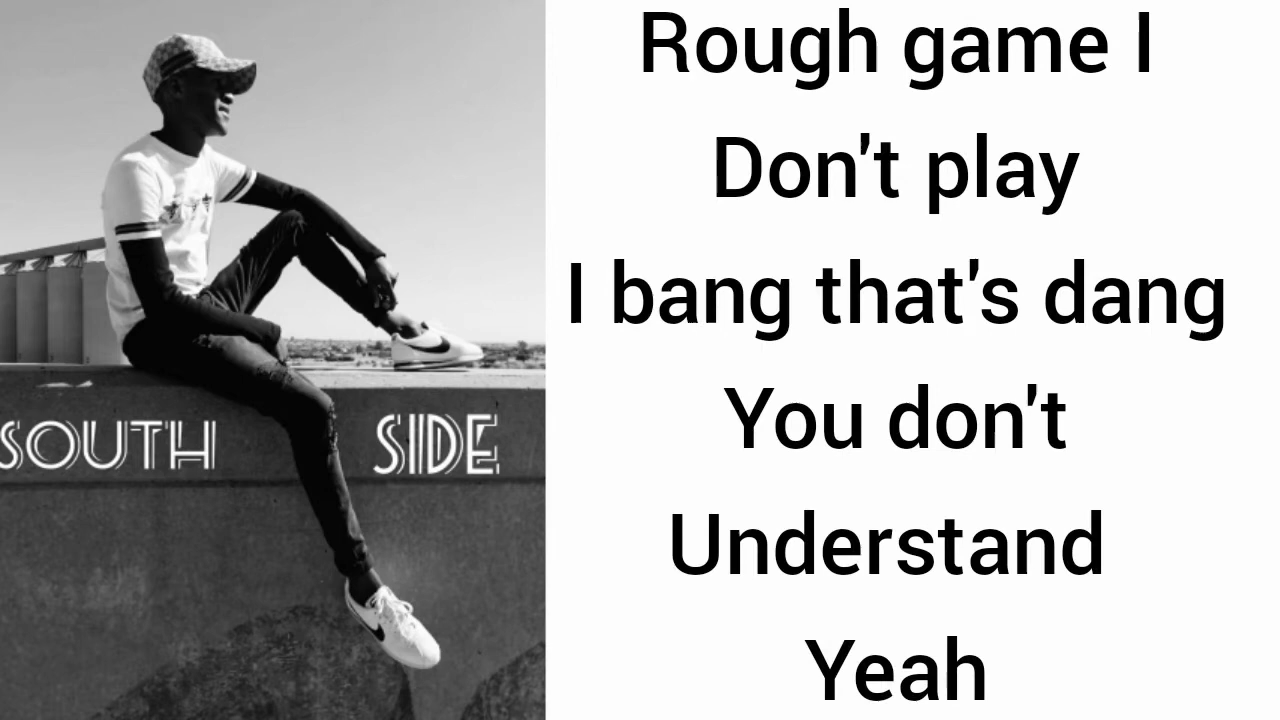 SOUTH SIDE
Rough game I
Don't play
I bang that's dang
You don't
Understand
Yeah